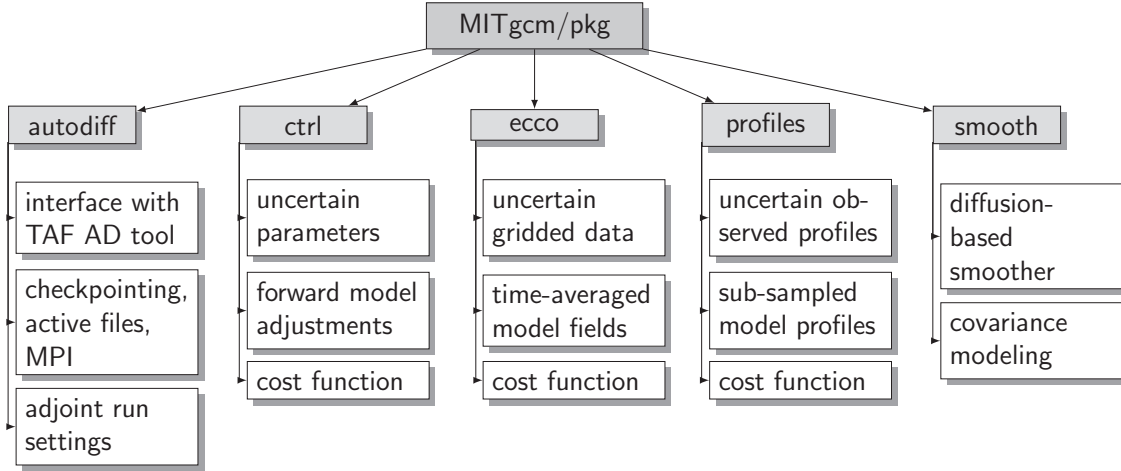 MITgcm/pkg
autodiff
interface with
TAF AD tool
checkpointing,
active files,
MPI
adjoint run
settings
ctrl
uncertain
parameters
forward model
adjustments
cost function
ecco
uncertain
gridded data
time-averaged
model fields
cost function
profiles
uncertain ob-
served profiles
sub-sampled
model profiles
cost function
smooth
diffusion-
based
smoother
covariance
modeling